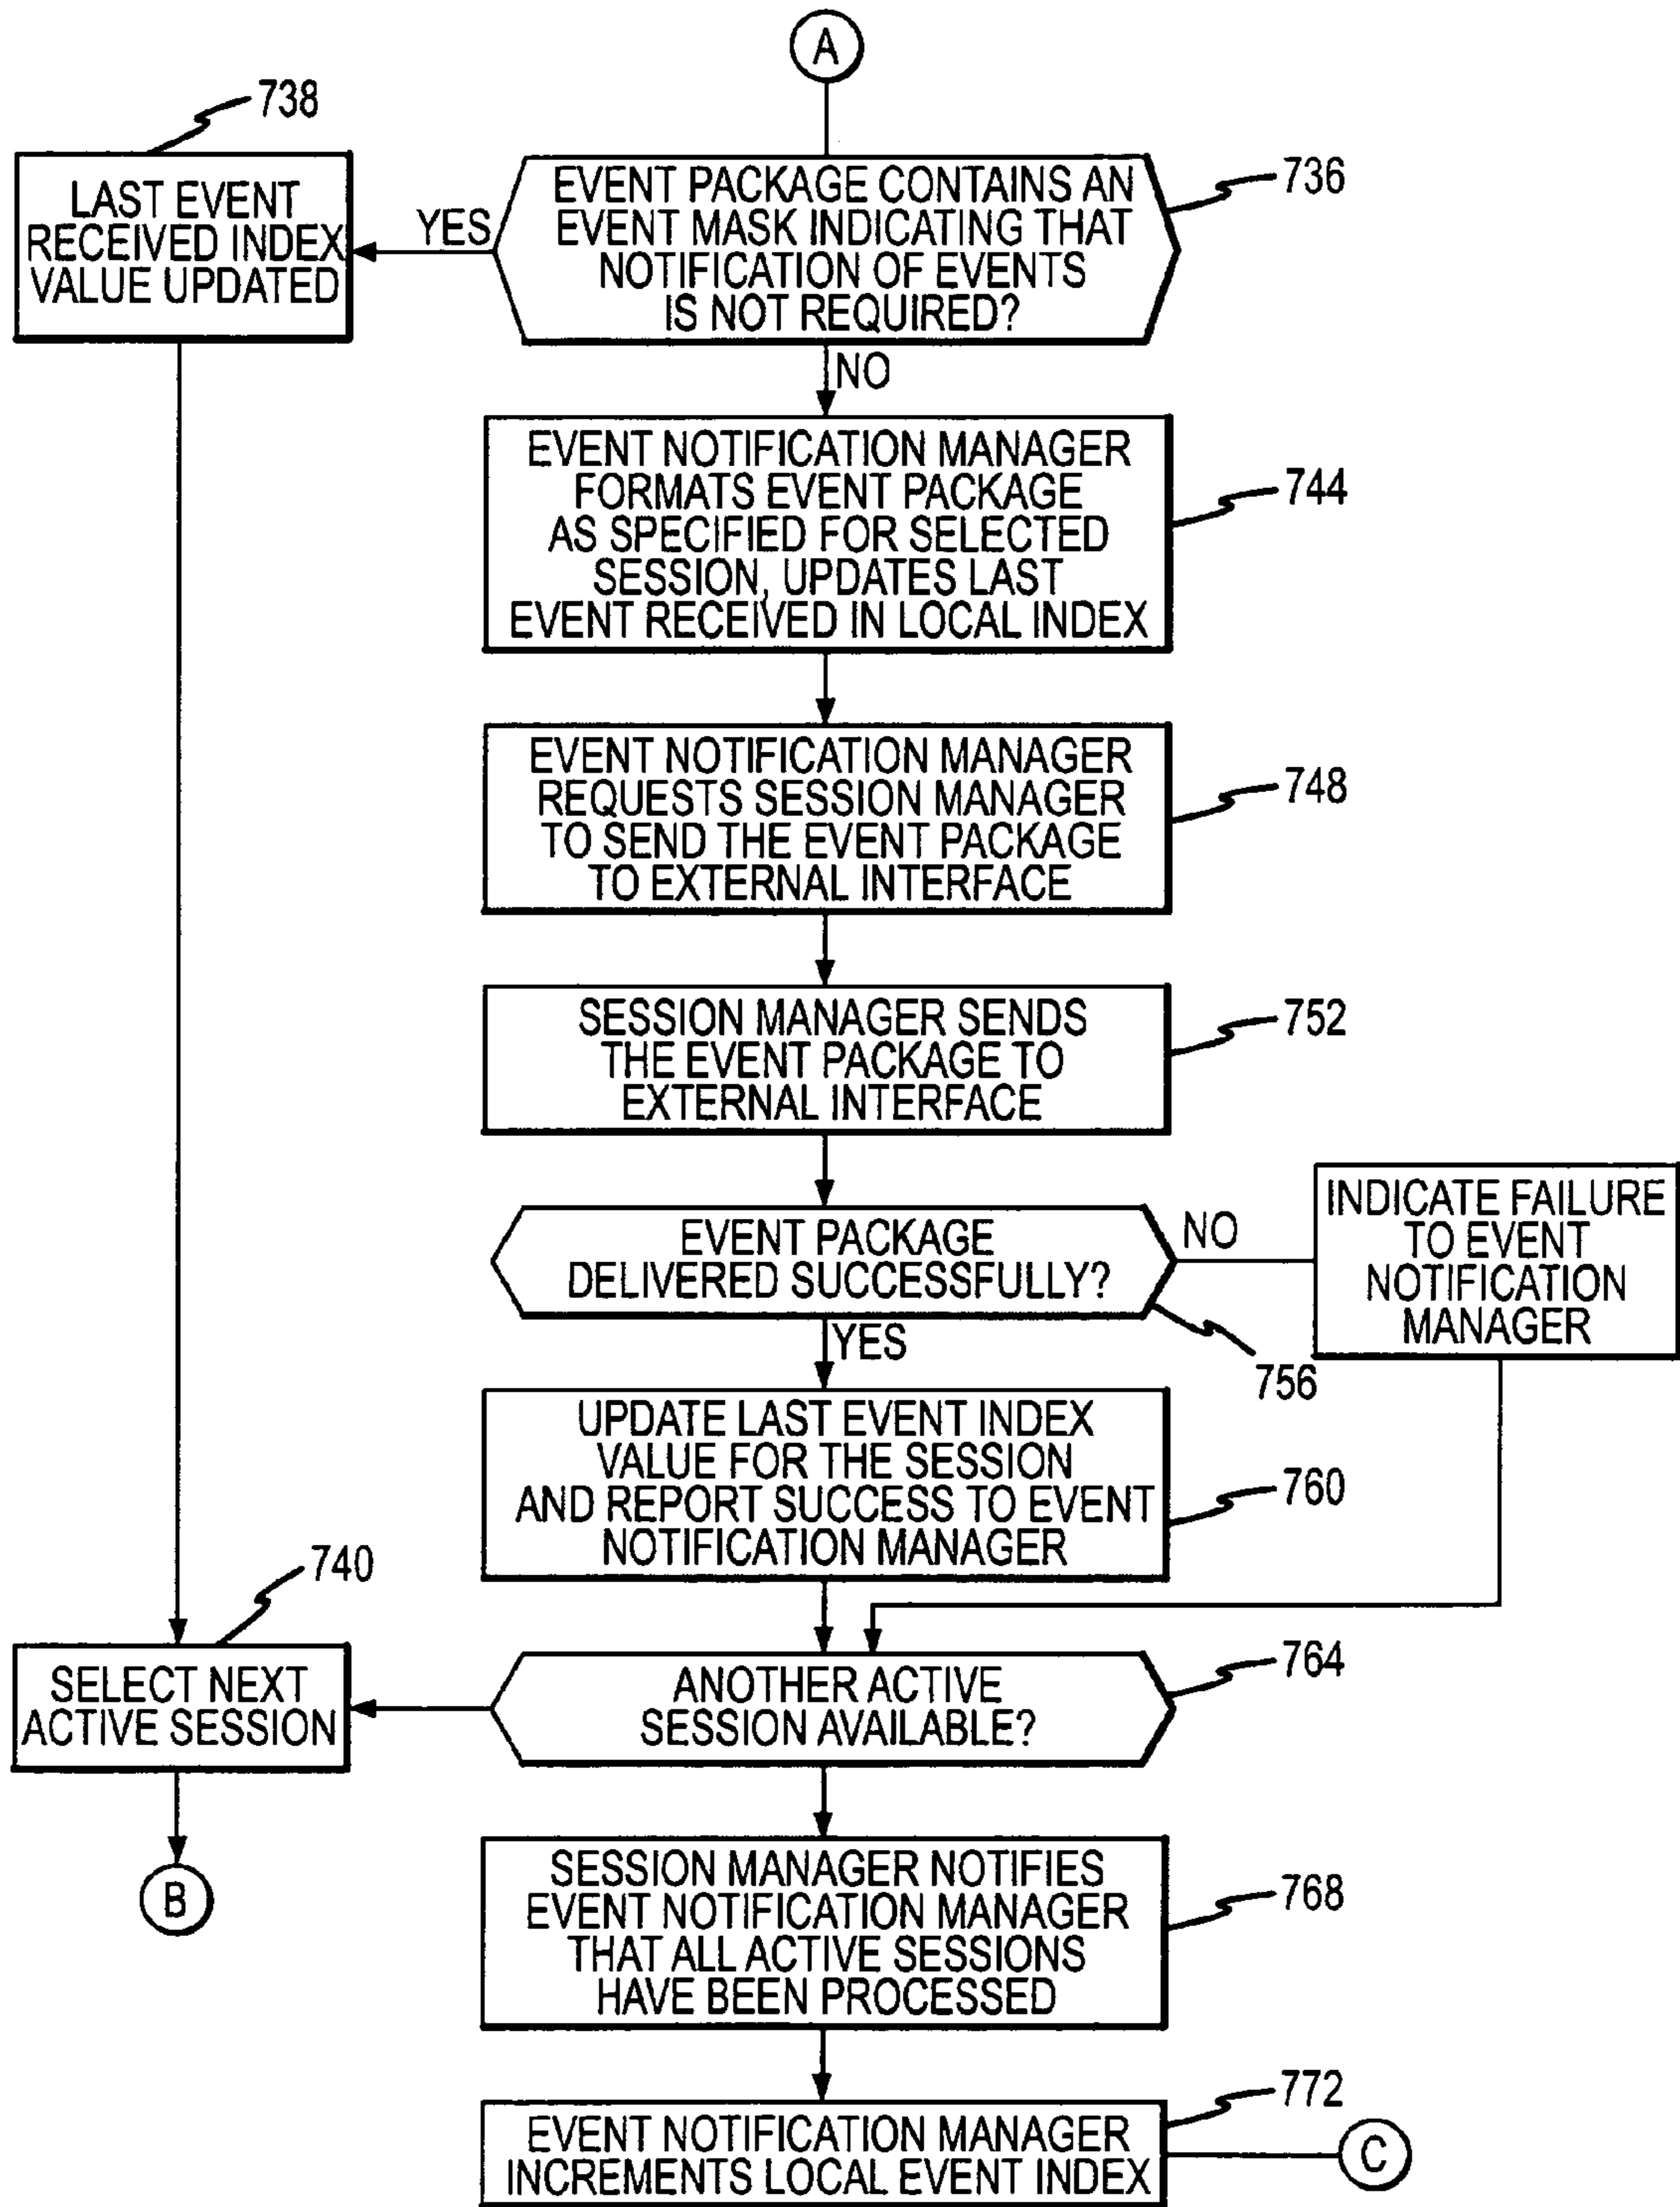 A
738
LAST EVENT
RECEIVED INDEX
VALUE UPDATED
YES
EVENT PACKAGE CONTAINS AN
EVENT MASK INDICATING THAT
NOTIFICATION OF EVENTS
IS NOT REQUIRED?
736
NO
EVENT NOTIFICATION MANAGER
FORMATS EVENT PACKAGE
AS SPECIFIED FOR SELECTED
SESSION, UPDATES LAST
EVENT RECEIVED IN LOCAL INDEX
744
EVENT NOTIFICATION MANAGER
REQUESTS SESSION MANAGER
TO SEND THE EVENT PACKAGE
TO EXTERNAL INTERFACE
748
SESSION MANAGER SENDS
THE EVENT PACKAGE TO
EXTERNAL INTERFACE
752
EVENT PACKAGE
DELIVERED SUCCESSFULLY?
NO
INDICATE FAILURE
TO EVENT
NOTIFICATION
MANAGER
756
YES
UPDATE LAST EVENT INDEX
VALUE FOR THE SESSION
AND REPORT SUCCESS TO EVENT
NOTIFICATION MANAGER
760
740
SELECT NEXT
ACTIVE SESSION
ANOTHER ACTIVE
SESSION AVAILABLE?
764
B
SESSION MANAGER NOTIFIES
EVENT NOTIFICATION MANAGER
THAT ALL ACTIVE SESSIONS
HAVE BEEN PROCESSED
768
EVENT NOTIFICATION MANAGER
INCREMENTS LOCAL EVENT INDEX
772
C